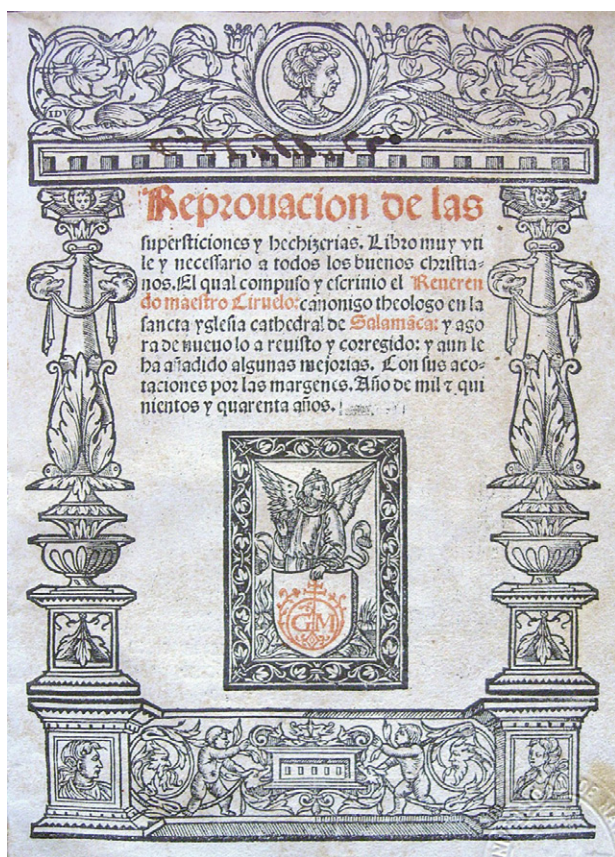 IDV
Reprouacion de las
supersticiones y hechizerias. Libro muy vti
le y necessario a todos los buenos christia-
nos. El qual compuso y escriuio el Reueren
do maestro Ciruelo: canonigo theologo en la
sancta yglesia cathedral de Salamãca: y ago
ra de nueuo lo a reuisto y corregido: y aun le
ha añadido algunas mejorias. Con sus aco-
taciones por las margenes. Año de mil ⁊ qui
nientos y quarenta años.
GM